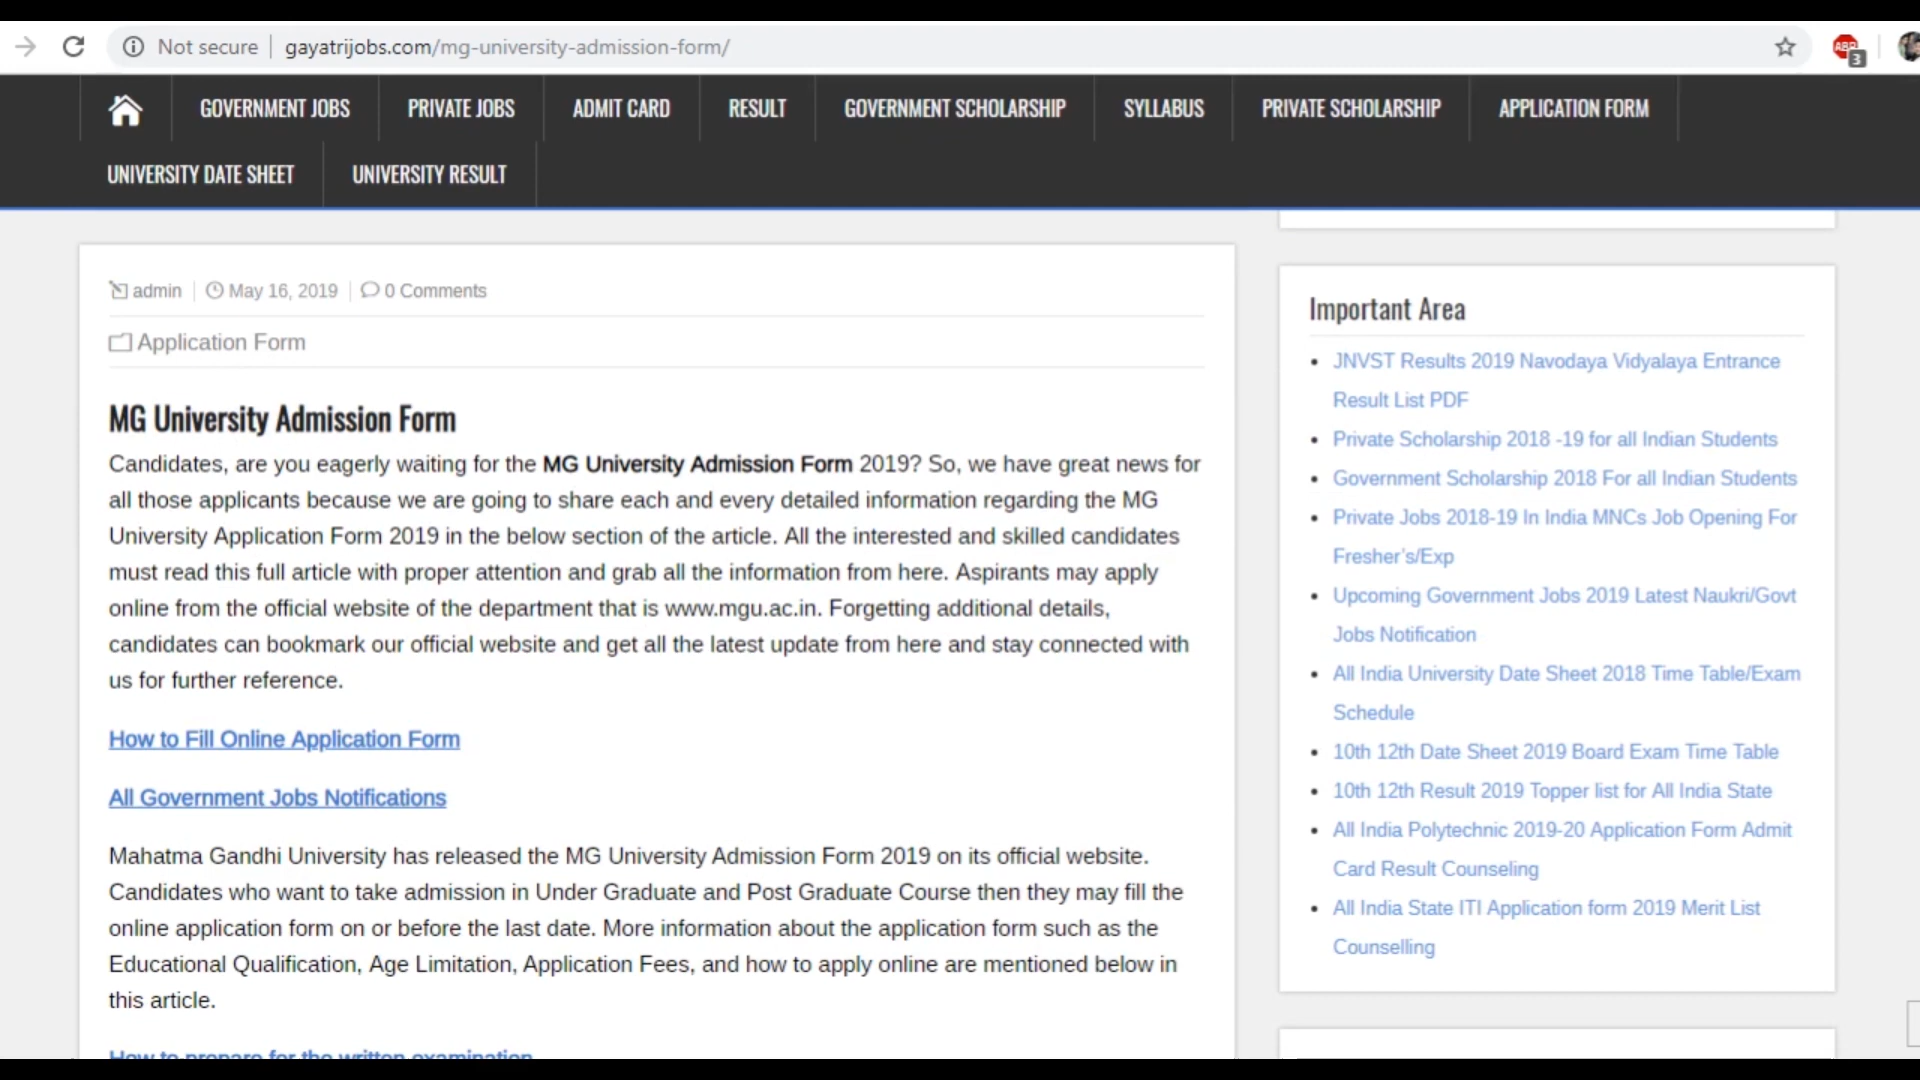 Not secure gayatrijobs.com/mg-university-admission-form/
ABP 3
GOVERNMENT JOBS PRIVATE JOBS ADMIT CARD RESULT GOVERNMENT SCHOLARSHIP SYLLABUS PRIVATE SCHOLARSHIP APPLICATION FORM
UNIVERSITY DATE SHEET UNIVERSITY RESULT
admin May 16, 2019 0 Comments
Application Form
MG University Admission Form
Candidates, are you eagerly waiting for the MG University Admission Form 2019? So, we have great news for
all those applicants because we are going to share each and every detailed information regarding the MG
University Application Form 2019 in the below section of the article. All the interested and skilled candidates
must read this full article with proper attention and grab all the information from here. Aspirants may apply
online from the official website of the department that is www.mgu.ac.in. Forgetting additional details,
candidates can bookmark our official website and get all the latest update from here and stay connected with
us for further reference.
How to Fill Online Application Form
All Government Jobs Notifications
Mahatma Gandhi University has released the MG University Admission Form 2019 on its official website.
Candidates who want to take admission in Under Graduate and Post Graduate Course then they may fill the
online application form on or before the last date. More information about the application form such as the
Educational Qualification, Age Limitation, Application Fees, and how to apply online are mentioned below in
this article.
How to prepare for the written examination
Important Area
JNVST Results 2019 Navodaya Vidyalaya Entrance
Result List PDF
Private Scholarship 2018 -19 for all Indian Students
Government Scholarship 2018 For all Indian Students
Private Jobs 2018-19 In India MNCs Job Opening For
Fresher's/Exp
Upcoming Government Jobs 2019 Latest Naukri/Govt
Jobs Notification
All India University Date Sheet 2018 Time Table/Exam
Schedule
10th 12th Date Sheet 2019 Board Exam Time Table
10th 12th Result 2019 Topper list for All India State
All India Polytechnic 2019-20 Application Form Admit
Card Result Counseling
All India State ITI Application form 2019 Merit List
Counselling